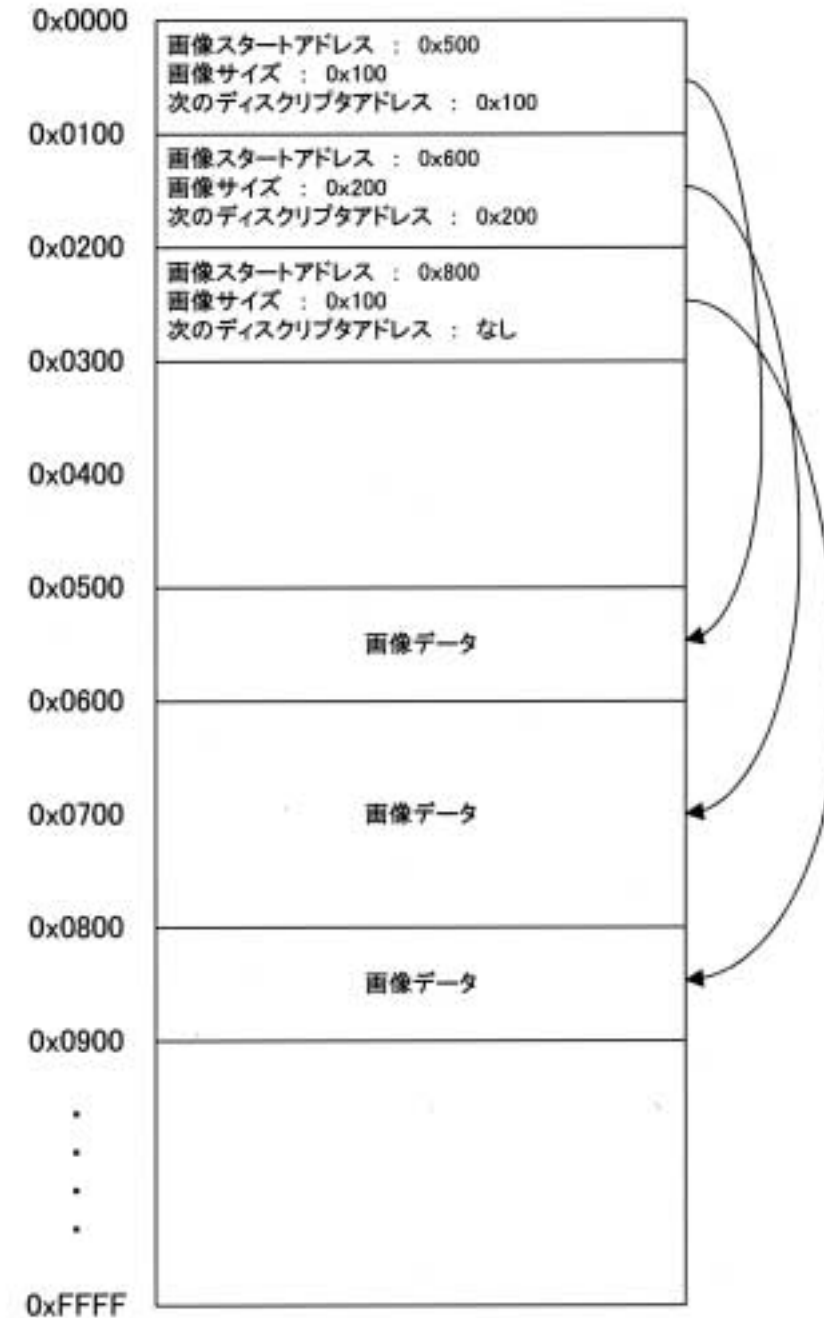 0x0000
画像スタートアドレス : 0x500
画像サイズ : 0x100
次のディスクリプタアドレス : 0x100
0x0100
画像スタートアドレス : 0x600
画像サイズ : 0x200
次のディスクリプタアドレス : 0x200
0x0200
画像スタートアドレス : 0x800
画像サイズ : 0x100
次のディスクリプタアドレス : なし
0x0300
0x0400
0x0500
画像データ
0x0600
0x0700
画像データ
0x0800
画像データ
0x0900
0xFFFF